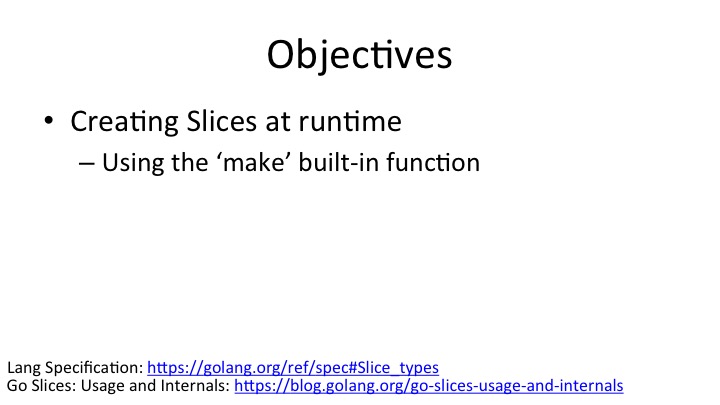 Objectives
• Creating Slices at runtime
– Using the ‘make’ built-in function
Lang Specification: https://golang.org/ref/spec#Slice_types
Go Slices: Usage and Internals: https://blog.golang.org/go-slices-usage-and-internals